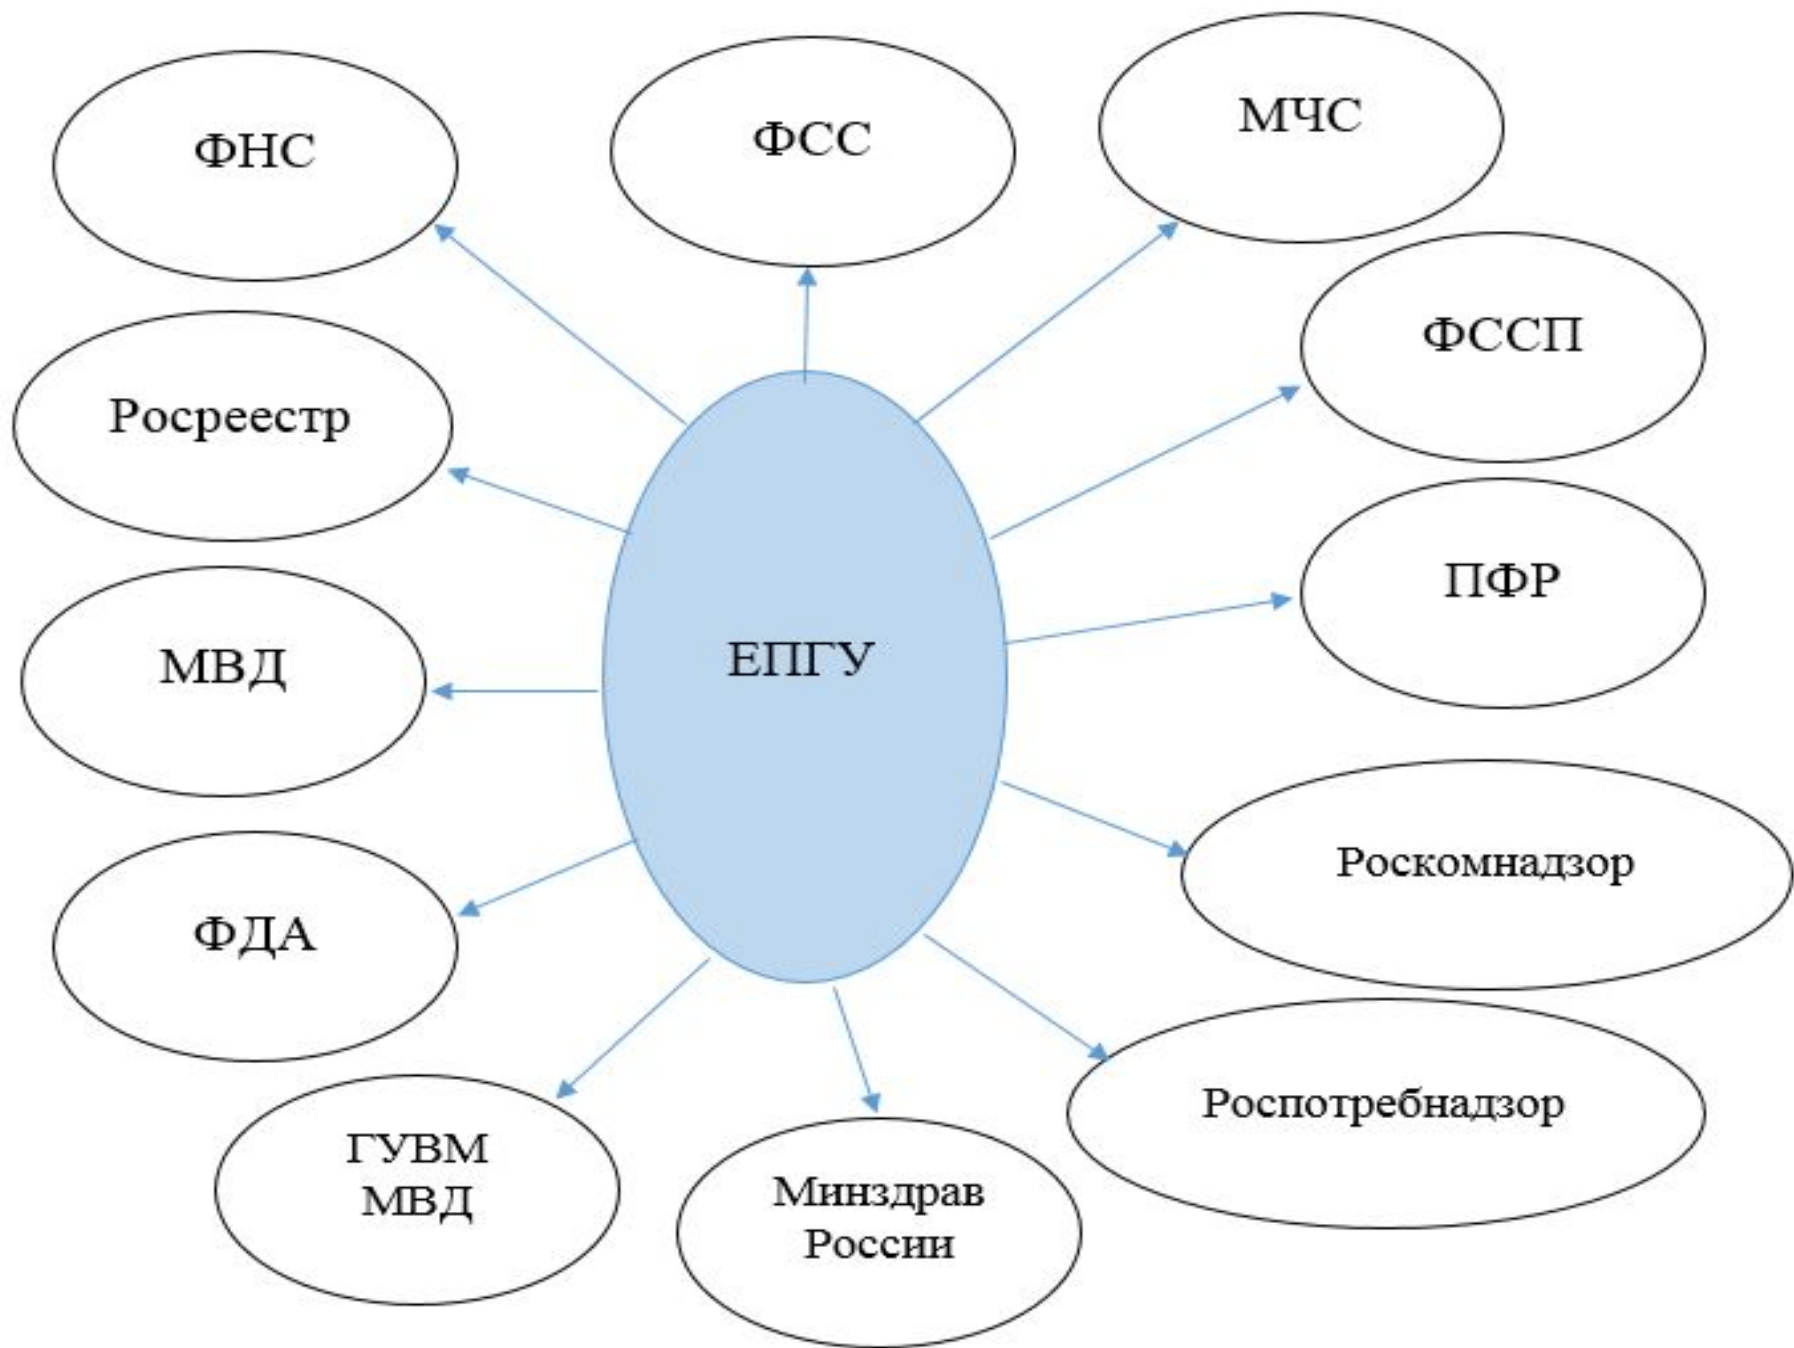 ФНС
ФСС
МЧС
ФССП
Росреестр
ПФР
МВД
ЕПГУ
Роскомнадзор
ФДА
Роспотребнадзор
ГУВМ
МВД
Минздрав
России